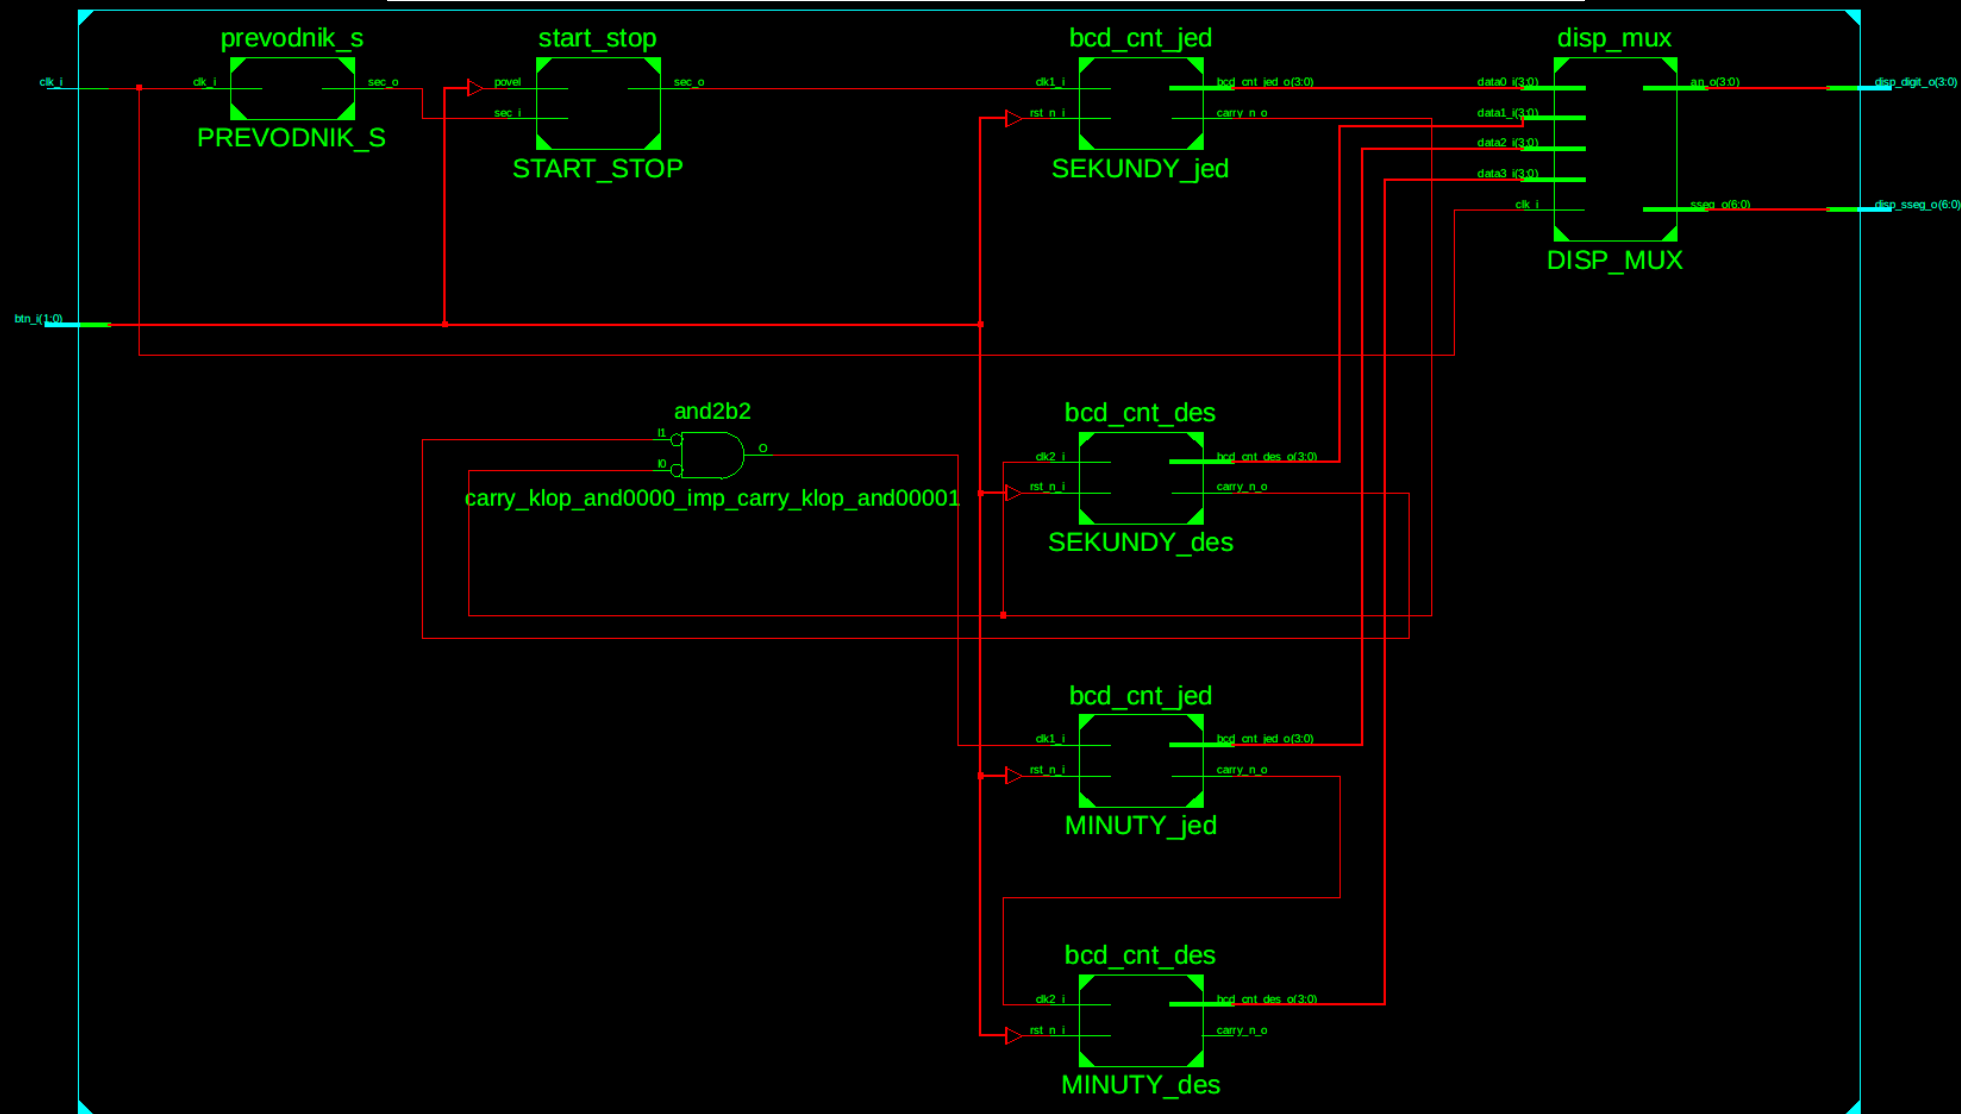 prevodnik_s
start_stop
bcd_cnt_jed
disp_mux
clk_i
clk_i
sec_o
povel
sec_o
clk1_i
bcd_cnt_jed_o(3:0)
data0_i(3:0)
an_o(3:0)
disp_digit_o(3:0)
sec_i
rst_n_i
carry_n_o
data1_i(3:0)
PREVODNIK_S
START_STOP
SEKUNDY_jed
data2_i(3:0)
data3_i(3:0)
clk_i
sseg_o(6:0)
disp_sseg_o(6:0)
DISP_MUX
btn_i(1:0)
and2b2
bcd_cnt_des
I1
O
I0
clk2_i
bcd_cnt_des_o(3:0)
rst_n_i
carry_n_o
carry_klop_and0000_imp_carry_klop_and00001
SEKUNDY_des
bcd_cnt_jed
clk1_i
bcd_cnt_jed_o(3:0)
rst_n_i
carry_n_o
MINUTY_jed
bcd_cnt_des
clk2_i
bcd_cnt_des_o(3:0)
rst_n_i
carry_n_o
MINUTY_des